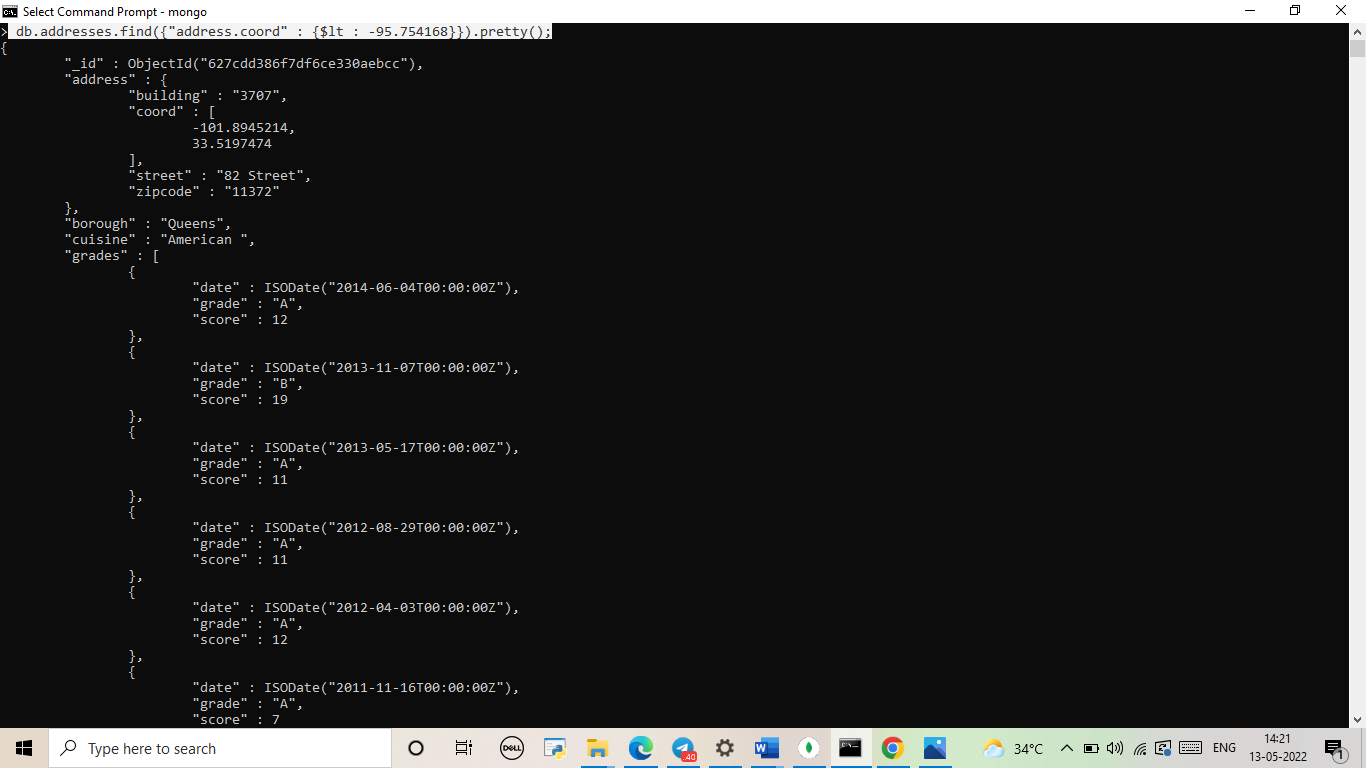 Select Command Prompt - mongo
> db.addresses.find({"address.coord" : {$lt : -95.754168}}).pretty();
{
"_id" : ObjectId("627cdd386f7df6ce330aebcc"),
"address" : {
"building" : "3707",
"coord" : [
-101.8945214,
33.5197474
],
"street" : "82 Street",
"zipcode" : "11372"
},
"borough" : "Queens",
"cuisine" : "American ",
"grades" : [
{
"date" : ISODate("2014-06-04T00:00:00Z"),
"grade" : "A",
"score" : 12
},
{
"date" : ISODate("2013-11-07T00:00:00Z"),
"grade" : "B",
"score" : 19
},
{
"date" : ISODate("2013-05-17T00:00:00Z"),
"grade" : "A",
"score" : 11
},
{
"date" : ISODate("2012-08-29T00:00:00Z"),
"grade" : "A",
"score" : 11
},
{
"date" : ISODate("2012-04-03T00:00:00Z"),
"grade" : "A",
"score" : 12
},
{
"date" : ISODate("2011-11-16T00:00:00Z"),
"grade" : "A",
"score" : 7
Type here to search
DELL
.40
W
34°C
ENG
14:21
13-05-2022
1